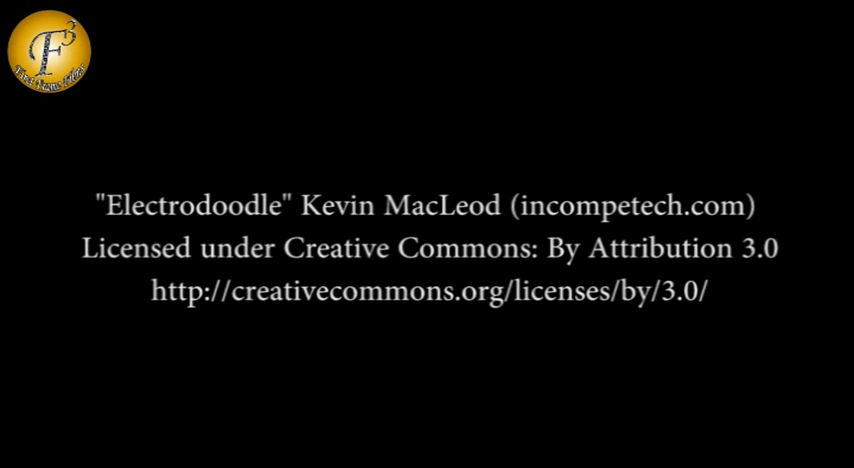 F3
"Electrodoodle" Kevin MacLeod (incompetech.com)
Licensed under Creative Commons: By Attribution 3.0
http://creativecommons.org/licenses/by/3.0/